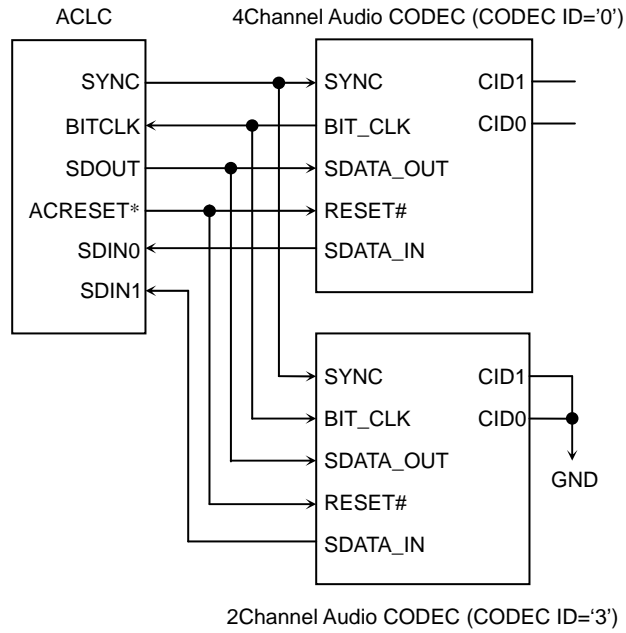 ACLC
4Channel Audio CODEC (CODEC ID='0')
SYNC
BITCLK
SDOUT
ACRESET*
SDIN0
SDIN1
SYNC
BIT_CLK
SDATA_OUT
RESET#
SDATA_IN
CID1
CID0
SYNC
BIT_CLK
SDATA_OUT
RESET#
SDATA_IN
CID1
CID0
GND
2Channel Audio CODEC (CODEC ID=‘3’)